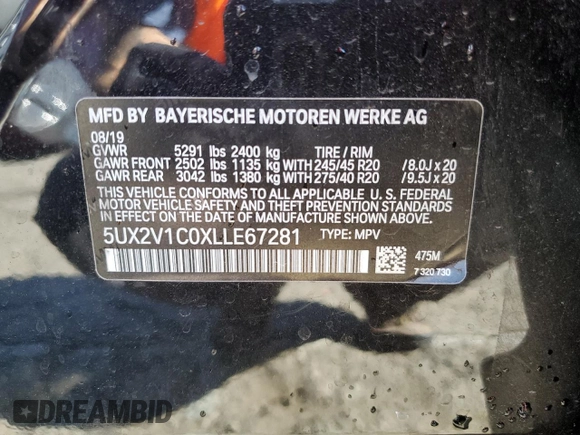 MFD BY BAYERISCHE MOTOREN WERKE AG
08/19
GVWR 5291 lbs 2400 kg TIRE / RIM
GAWR FRONT 2502 lbs 1135 kg WITH 245/45 R20 /8.0J x 20
GAWR REAR 3042 lbs 1380 kg WITH 275/40 R20 /9.5J x 20
THIS VEHICLE CONFORMS TO ALL APPLICABLE U.S. FEDERAL
MOTOR VEHICLE SAFETY, BUMPER, AND THEFT PREVENTION
STANDARDS IN EFFECT ON THE DATE OF MANUFACTURE SHOWN ABOVE.
5UX2V1C0XLLE67281 TYPE: MPV
475M
7 320 730
DREAMBID